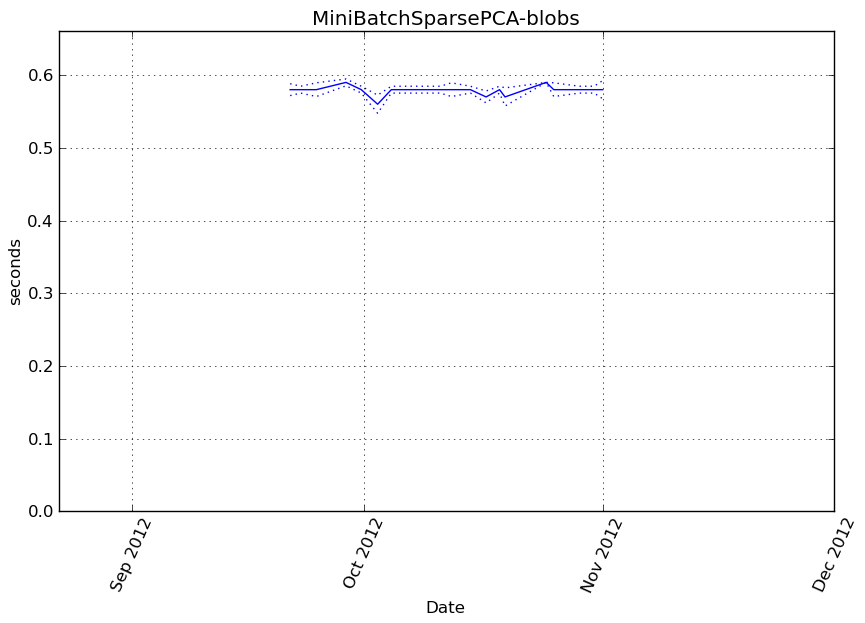 MiniBatchSparsePCA-blobs
0.6
0.5
0.4
0.3
0.2
0.1
0.0
seconds
Sep 2012
Oct 2012
Nov 2012
Dec 2012
Date